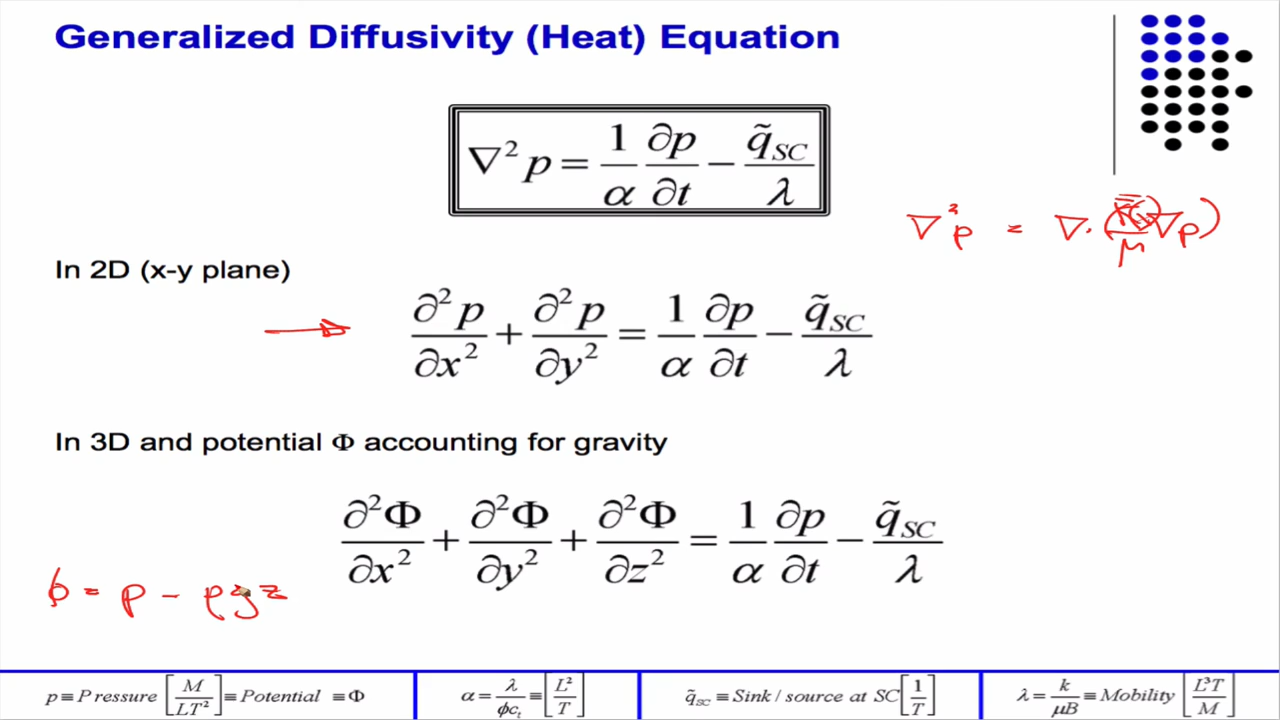 Generalized Diffusivity (Heat) Equation
∇² p = 1/α ∂p/∂t − q̃_SC/λ
∇² p = ∇ · ( /μ ∇p)
In 2D (x-y plane)
∂²p/∂x² + ∂²p/∂y² = 1/α ∂p/∂t − q̃_SC/λ
In 3D and potential Φ accounting for gravity
∂²Φ/∂x² + ∂²Φ/∂y² + ∂²Φ/∂z² = 1/α ∂p/∂t − q̃_SC/λ
ϕ = p − ρgz
p ≡ Pressure [M/LT²] ≡ Potential ≡ Φ
α = λ/ϕc_t ≡ [L²/T]
q̃_SC ≡ Sink / source at SC [1/T]
λ = k/μB ≡ Mobility [L³T/M]